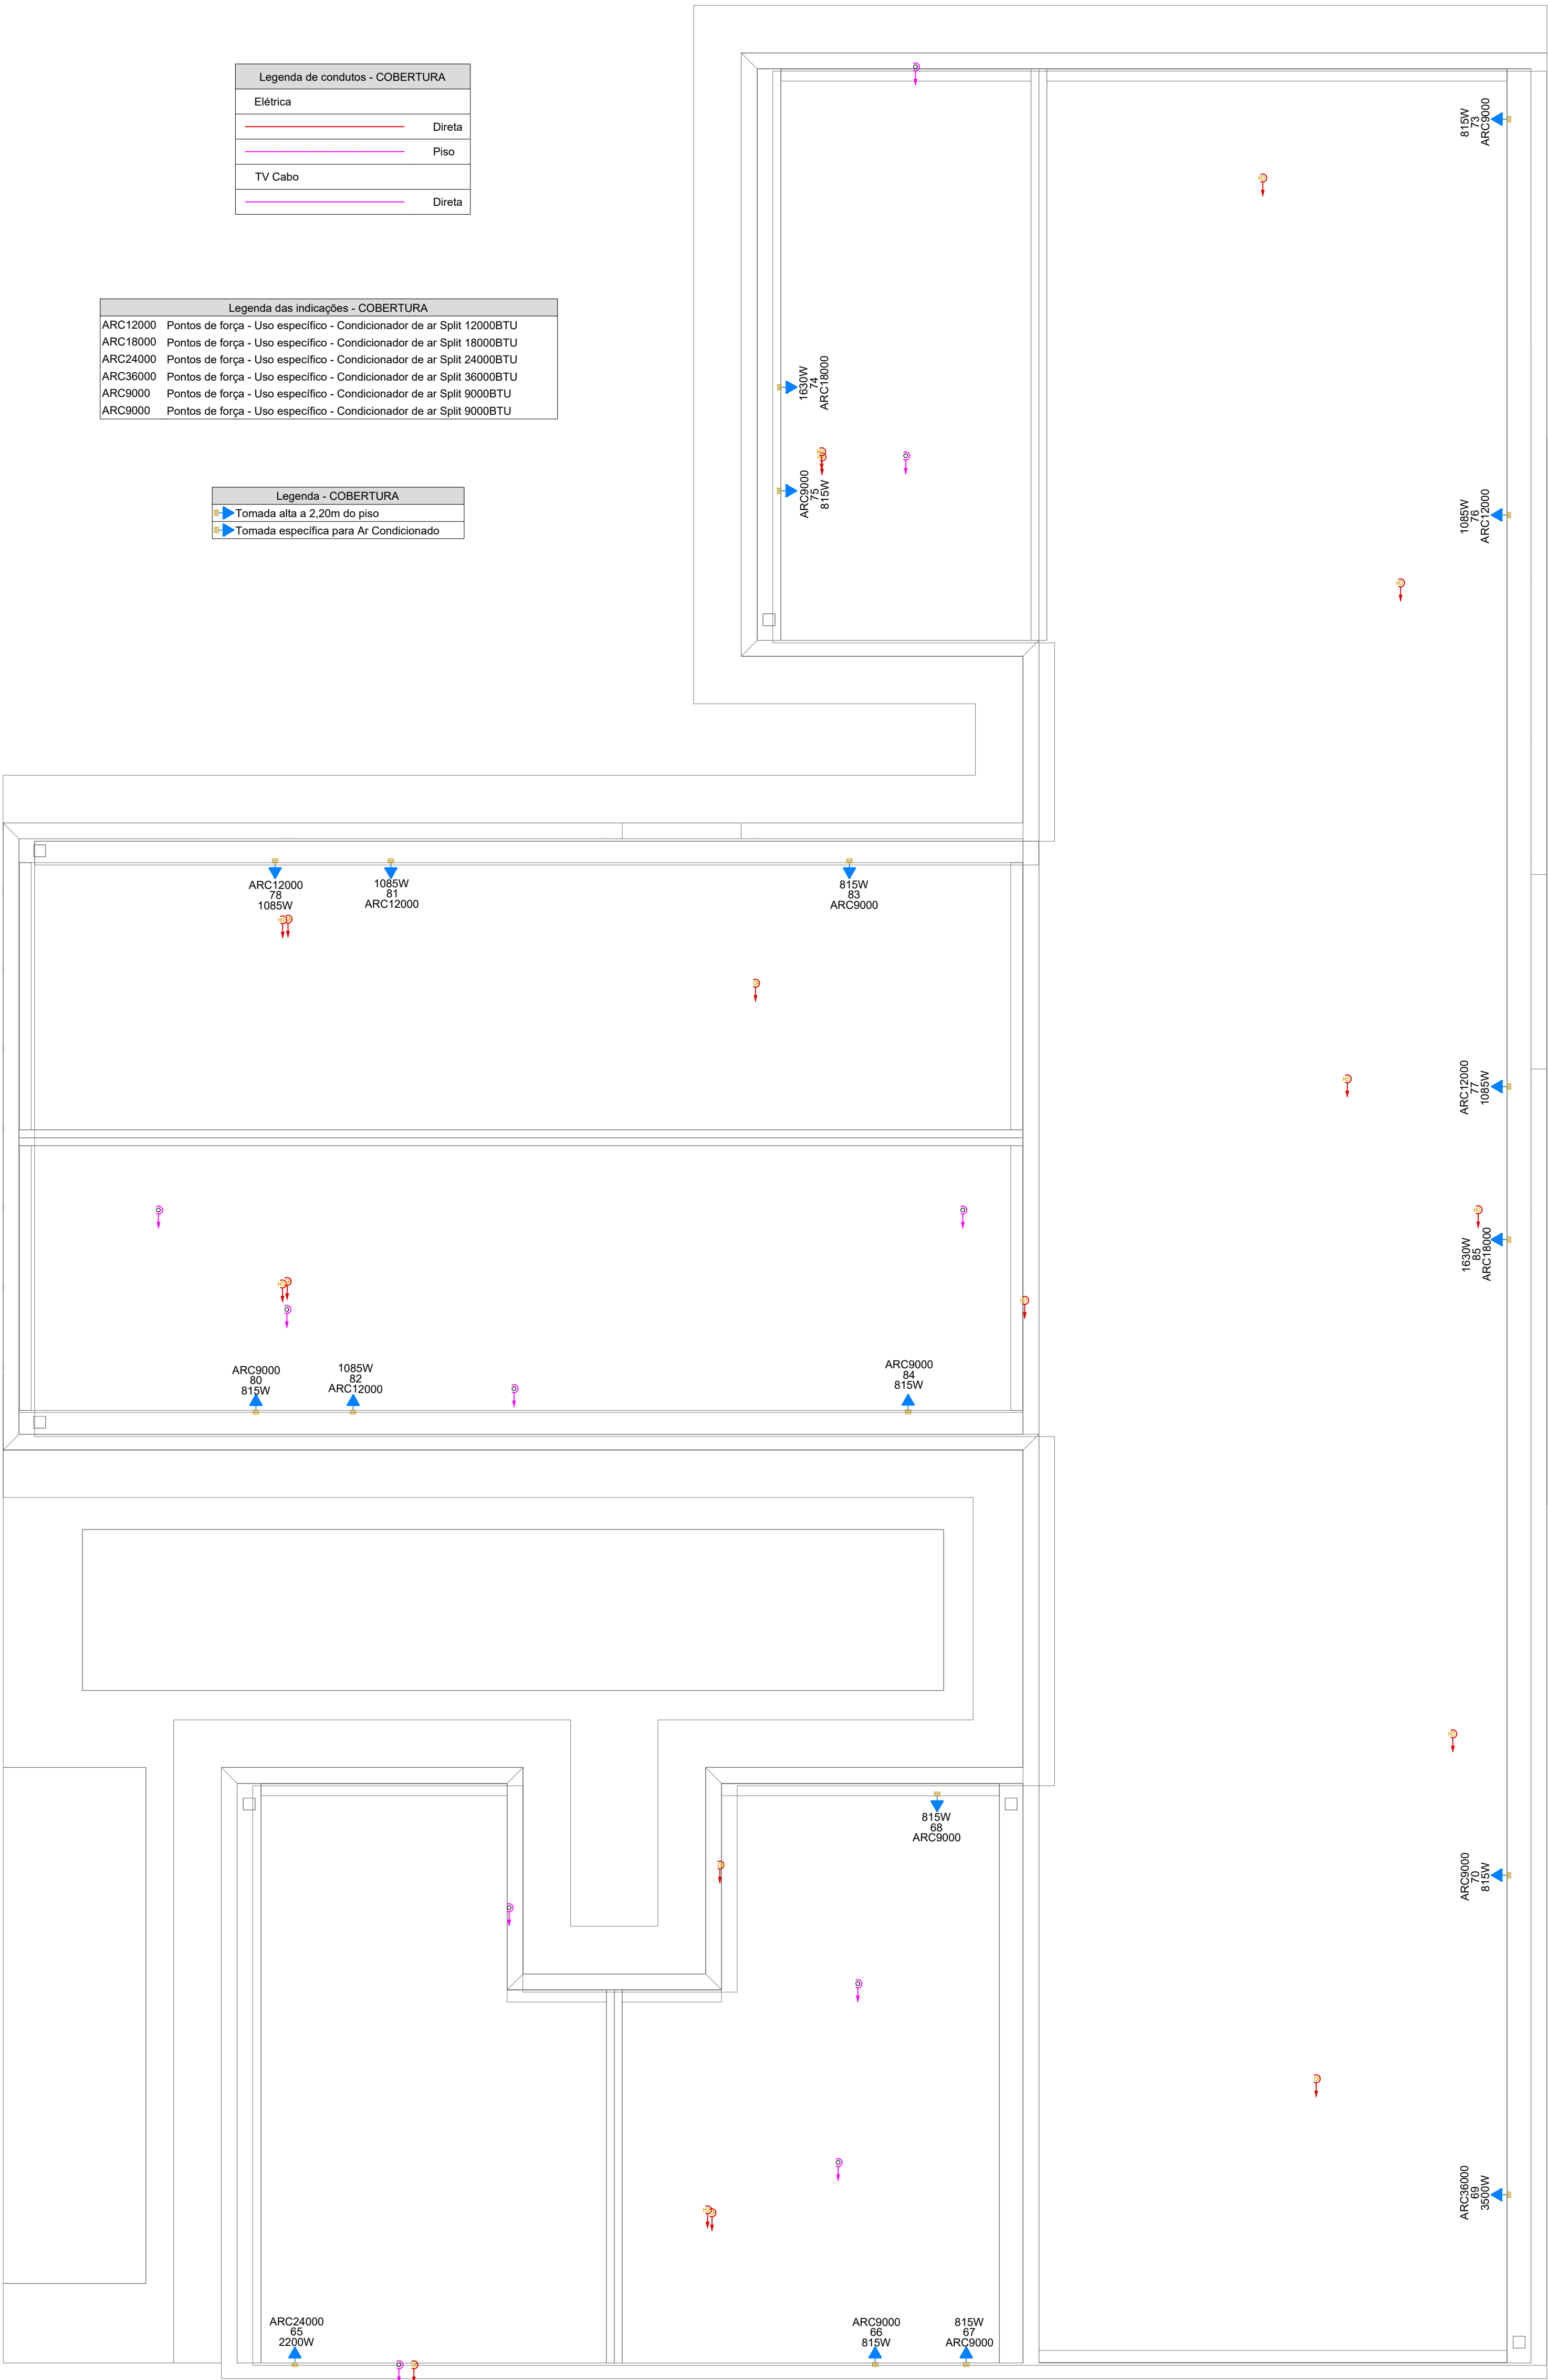 Legenda de condutos - COBERTURA
Elétrica
Direta
Piso
TV Cabo
Direta
Legenda das indicações - COBERTURA
ARC12000 Pontos de força - Uso específico - Condicionador de ar Split 12000BTU
ARC18000 Pontos de força - Uso específico - Condicionador de ar Split 18000BTU
ARC24000 Pontos de força - Uso específico - Condicionador de ar Split 24000BTU
ARC36000 Pontos de força - Uso específico - Condicionador de ar Split 36000BTU
ARC9000 Pontos de força - Uso específico - Condicionador de ar Split 9000BTU
ARC9000 Pontos de força - Uso específico - Condicionador de ar Split 9000BTU
Legenda - COBERTURA
Tomada alta a 2,20m do piso
Tomada específica para Ar Condicionado
815W
73
ARC9000
1630W
74
ARC18000
ARC9000
75
815W
1085W
76
ARC12000
ARC12000
78
1085W
1085W
81
ARC12000
815W
83
ARC9000
ARC12000
77
1085W
1630W
85
ARC18000
ARC9000
80
815W
1085W
82
ARC12000
ARC9000
84
815W
815W
68
ARC9000
ARC9000
70
815W
ARC36000
69
3500W
ARC24000
65
2200W
ARC9000
66
815W
815W
67
ARC9000